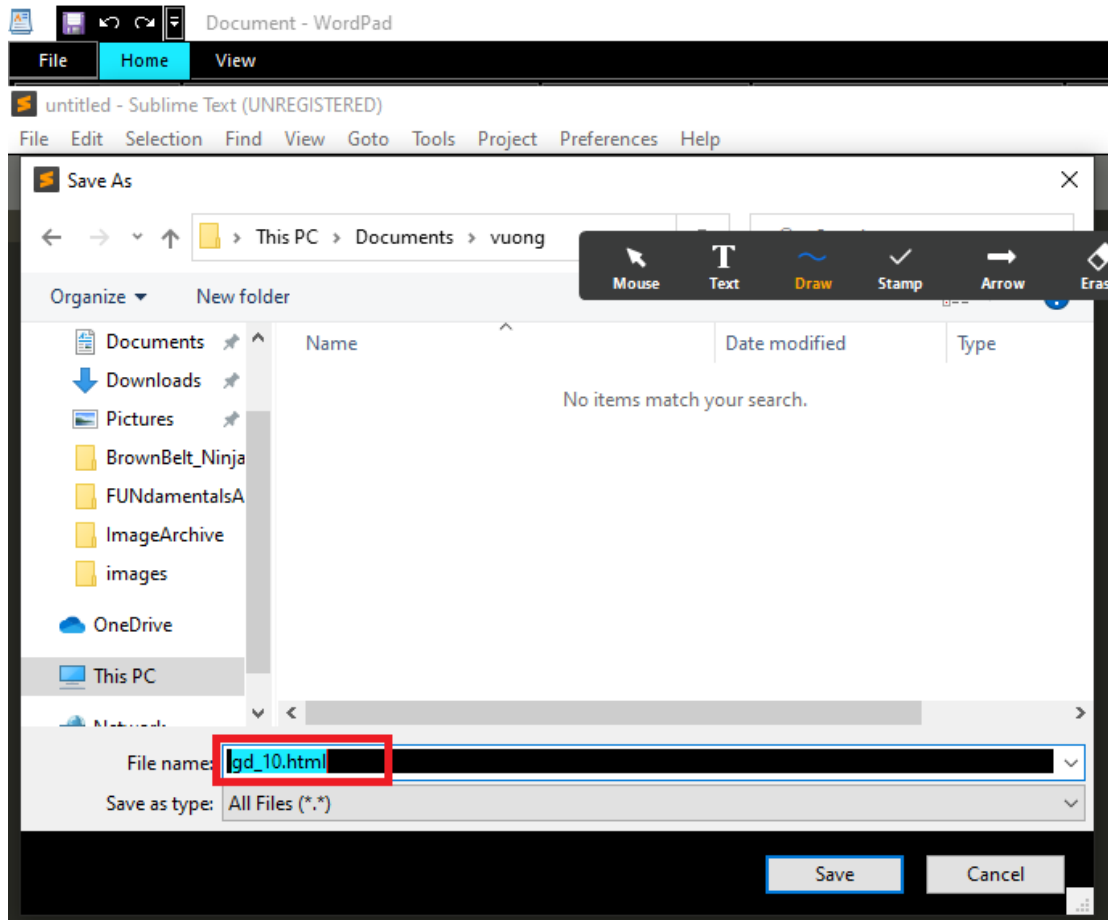 Document - WordPad
File Home View
untitled - Sublime Text (UNREGISTERED)
File Edit Selection Find View Goto Tools Project Preferences Help
Save As
This PC > Documents > vuong
Mouse Text Draw Stamp Arrow Eras
Organize New folder
Name Date modified Type
No items match your search.
Documents
Downloads
Pictures
BrownBelt_Ninja
FUNdamentalsA
ImageArchive
images
OneDrive
This PC
File name: gd_10.html
Save as type: All Files (*.*)
Save Cancel